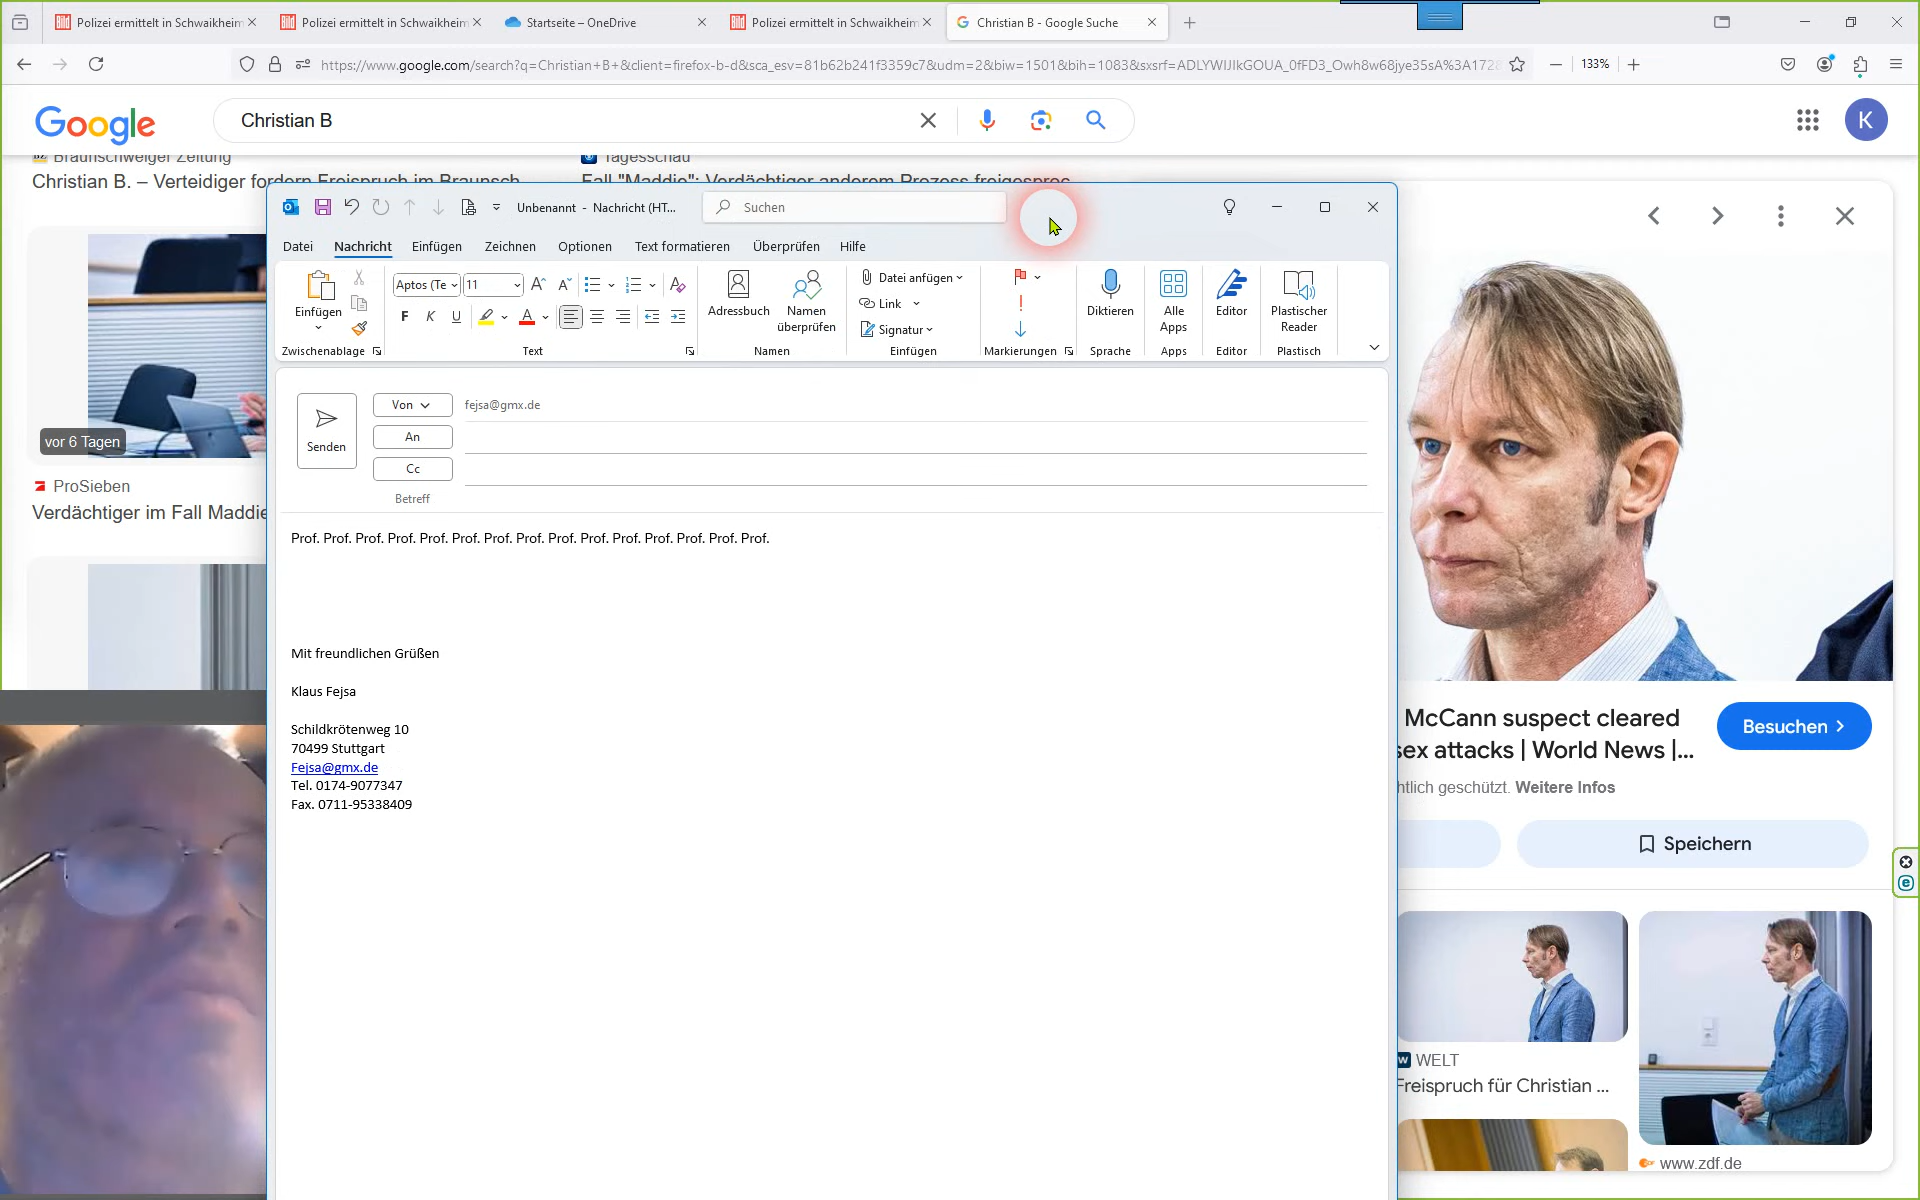 Polizei ermittelt in Schwaikheim
Polizei ermittelt in Schwaikheim
Startseite – OneDrive
Polizei ermittelt in Schwaikheim
Christian B - Google Suche
https://www.google.com/search?q=Christian+B+&client=firefox-b-d&sca_esv=81b62b241f3359c7&udm=2&biw=1501&bih=1083&sxsrf=ADLYWIJIkGOUA_0fFD3_Owh8w68jye35sA%3A1728
133%
Google
Christian B
K
Braunschweiger Zeitung
Tagesschau
Christian B. – Verteidiger fordern Freispruch im Braunsch
Fall "Maddie": Verdächtiger anderem Prozess freigesproc
Unbenannt - Nachricht (HT...
Suchen
Datei
Nachricht
Einfügen
Zeichnen
Optionen
Text formatieren
Überprüfen
Hilfe
Einfügen
Aptos (Te
11
F K U
Adressbuch
Namen
überprüfen
Datei anfügen
Link
Signatur
Diktieren
Alle
Apps
Editor
Plastischer
Reader
Zwischenablage
Text
Namen
Einfügen
Markierungen
Sprache
Apps
Editor
Plastisch
Senden
Von
fejsa@gmx.de
An
Cc
Betreff
Prof. Prof. Prof. Prof. Prof. Prof. Prof. Prof. Prof. Prof. Prof. Prof. Prof. Prof. Prof.
Mit freundlichen Grüßen
Klaus Fejsa
Schildkrötenweg 10
70499 Stuttgart
Fejsa@gmx.de
Tel. 0174-9077347
Fax. 0711-95338409
vor 6 Tagen
ProSieben
Verdächtiger im Fall Maddie
McCann suspect cleared
sex attacks | World News |...
Besuchen
htlich geschützt. Weitere Infos
Speichern
WELT
Freispruch für Christian ...
www.zdf.de